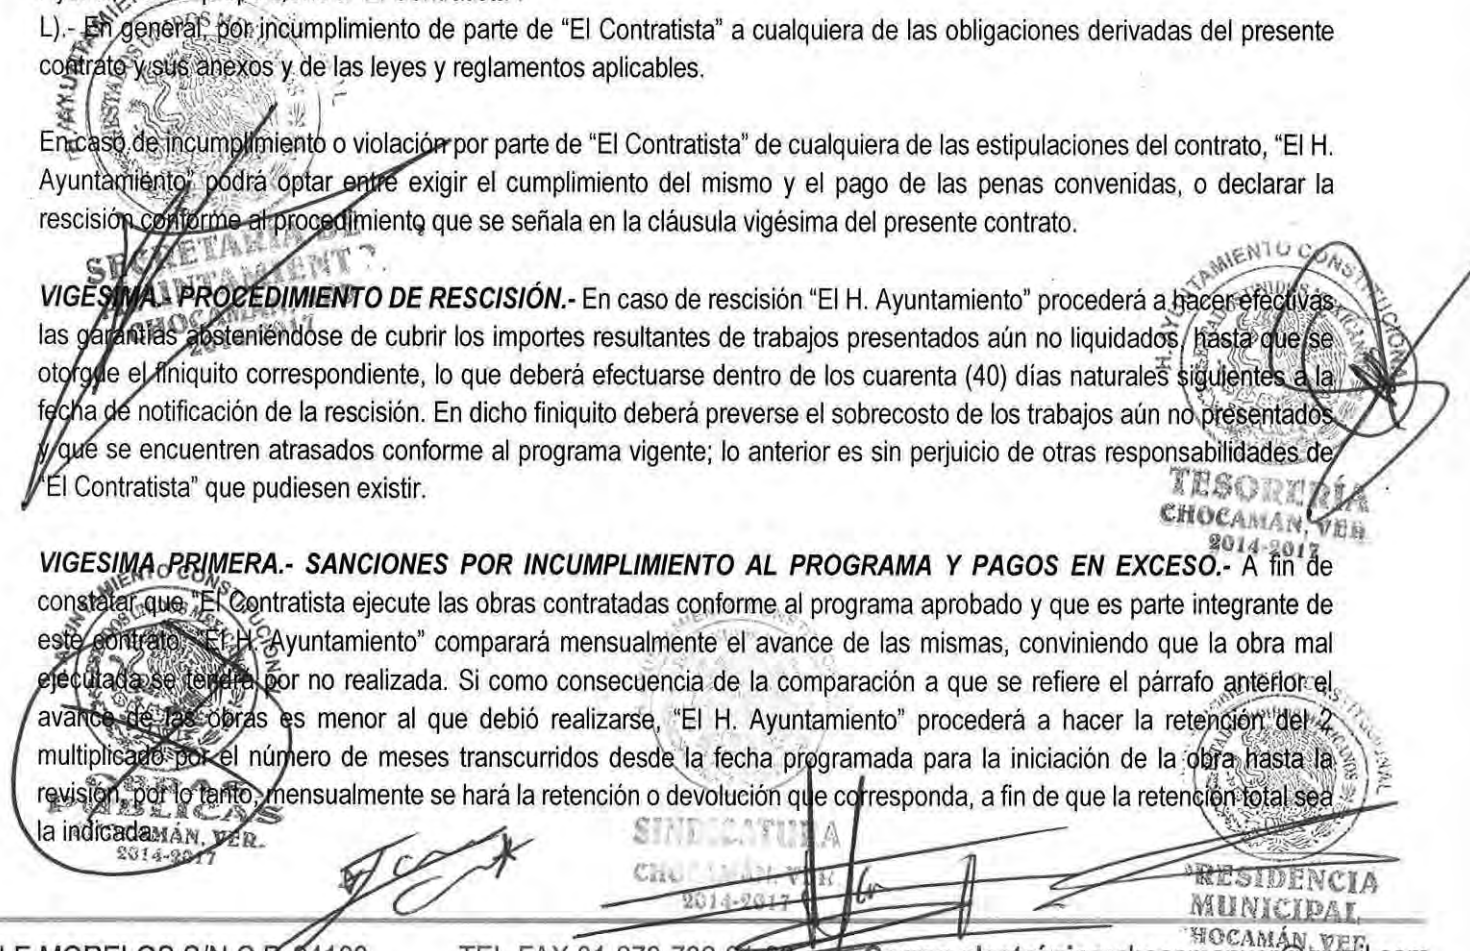 L).- En general, por incumplimiento de parte de “El Contratista” a cualquiera de las obligaciones derivadas del presente
contrato y sus anexos y de las leyes y reglamentos aplicables.
En caso de incumplimiento o violación por parte de “El Contratista” de cualquiera de las estipulaciones del contrato, “El H.
Ayuntamiento” podrá optar entre exigir el cumplimiento del mismo y el pago de las penas convenidas, o declarar la
rescisión conforme al procedimiento que se señala en la cláusula vigésima del presente contrato.
SECRETARIA DE
VIGESIMA.- PROCEDIMIENTO DE RESCISIÓN.- En caso de rescisión “El H. Ayuntamiento” procederá a hacer efectivas
las garantías absteniéndose de cubrir los importes resultantes de trabajos presentados aún no liquidados, hasta que se
otorgue el finiquito correspondiente, lo que deberá efectuarse dentro de los cuarenta (40) días naturales siguientes a la
fecha de notificación de la rescisión. En dicho finiquito deberá preverse el sobrecosto de los trabajos aún no presentados
y que se encuentren atrasados conforme al programa vigente; lo anterior es sin perjuicio de otras responsabilidades de
“El Contratista” que pudiesen existir.
TESORERÍA
CHOCAMÁN, VER.
2014-2017
VIGESIMA PRIMERA.- SANCIONES POR INCUMPLIMIENTO AL PROGRAMA Y PAGOS EN EXCESO.- A fin de
constatar que “El Contratista ejecute las obras contratadas conforme al programa aprobado y que es parte integrante de
este contrato, “El H. Ayuntamiento” comparará mensualmente el avance de las mismas, conviniendo que la obra mal
ejecutada se tendrá por no realizada. Si como consecuencia de la comparación a que se refiere el párrafo anterior el
avance de las obras es menor al que debió realizarse, “El H. Ayuntamiento” procederá a hacer la retención del 2
multiplicado por el número de meses transcurridos desde la fecha programada para la iniciación de la obra hasta la
revisión, por lo tanto, mensualmente se hará la retención o devolución que corresponda, a fin de que la retención total sea
la indicada.
OBRAS
PUBLICAS
CHOCAMÁN, VER.
2014-2017
SINDICATURA
CHOCAMÁN, VER.
2014-2017
PRESIDENCIA
MUNICIPAL
CHOCAMÁN, VER.